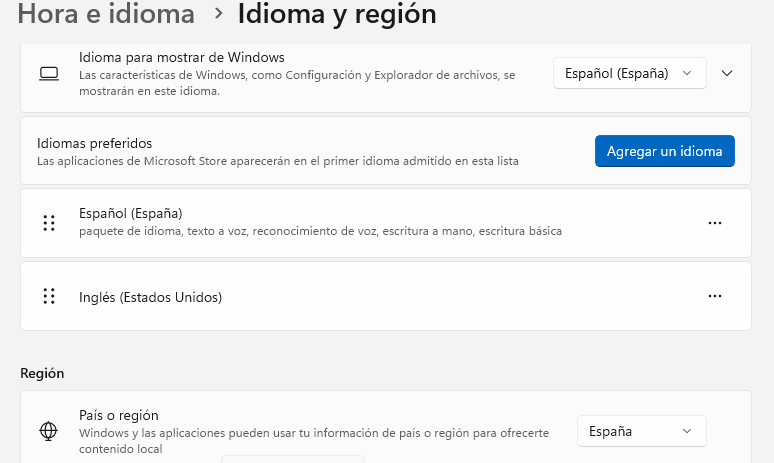 Hora e idioma > Idioma y región
Idioma para mostrar de Windows
Las características de Windows, como Configuración y Explorador de archivos, se
mostrarán en este idioma.
Español (España)
Idiomas preferidos
Las aplicaciones de Microsoft Store aparecerán en el primer idioma admitido en esta lista
Agregar un idioma
Español (España)
paquete de idioma, texto a voz, reconocimiento de voz, escritura a mano, escritura básica
Inglés (Estados Unidos)
Región
País o región
Windows y las aplicaciones pueden usar tu información de país o región para ofrecerte
contenido local
España